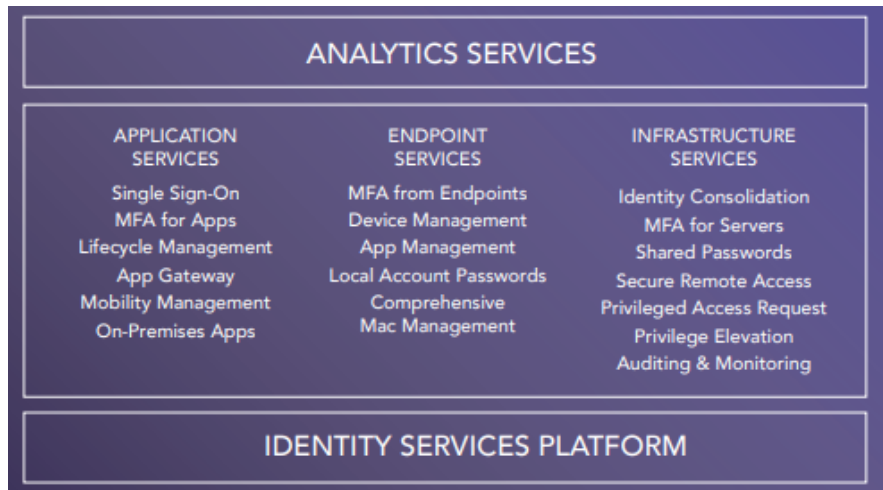 ANALYTICS SERVICES
APPLICATION
SERVICES
Single Sign-On
MFA for Apps
Lifecycle Management
App Gateway
Mobility Management
On-Premises Apps
ENDPOINT
SERVICES
MFA from Endpoints
Device Management
App Management
Local Account Passwords
Comprehensive
Mac Management
INFRASTRUCTURE
SERVICES
Identity Consolidation
MFA for Servers
Shared Passwords
Secure Remote Access
Privileged Access Request
Privilege Elevation
Auditing & Monitoring
IDENTITY SERVICES PLATFORM